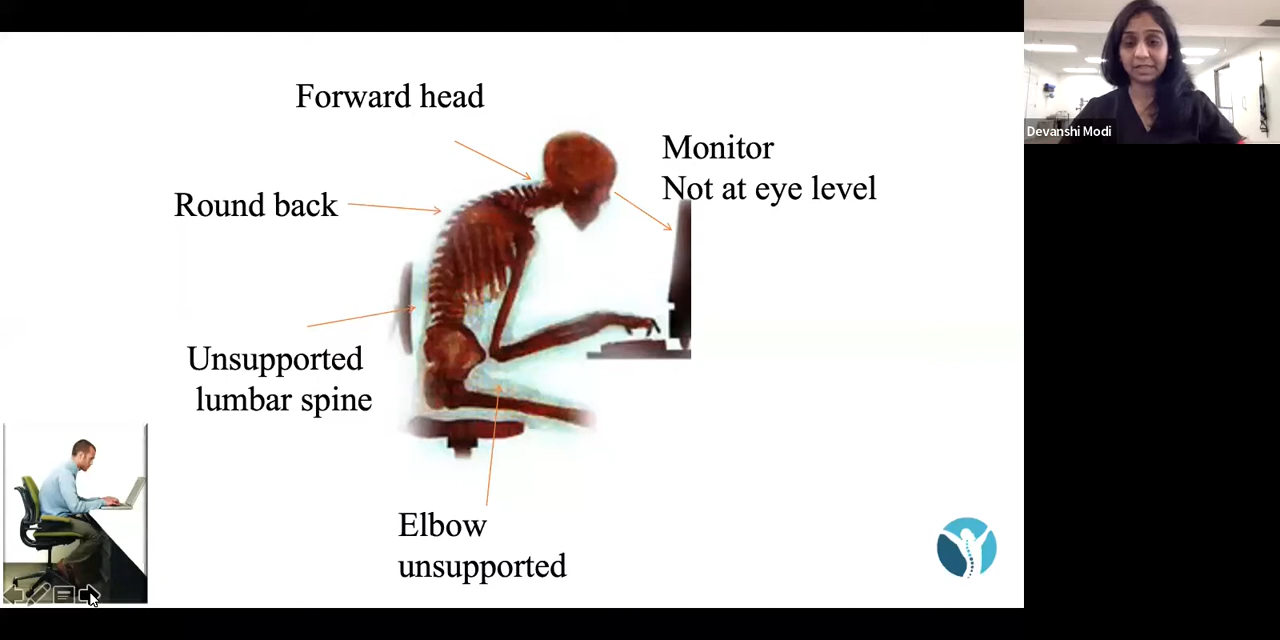 Forward head
Devanshi Modi
Monitor
Not at eye level
Round back
Unsupported
lumbar spine
Elbow
unsupported